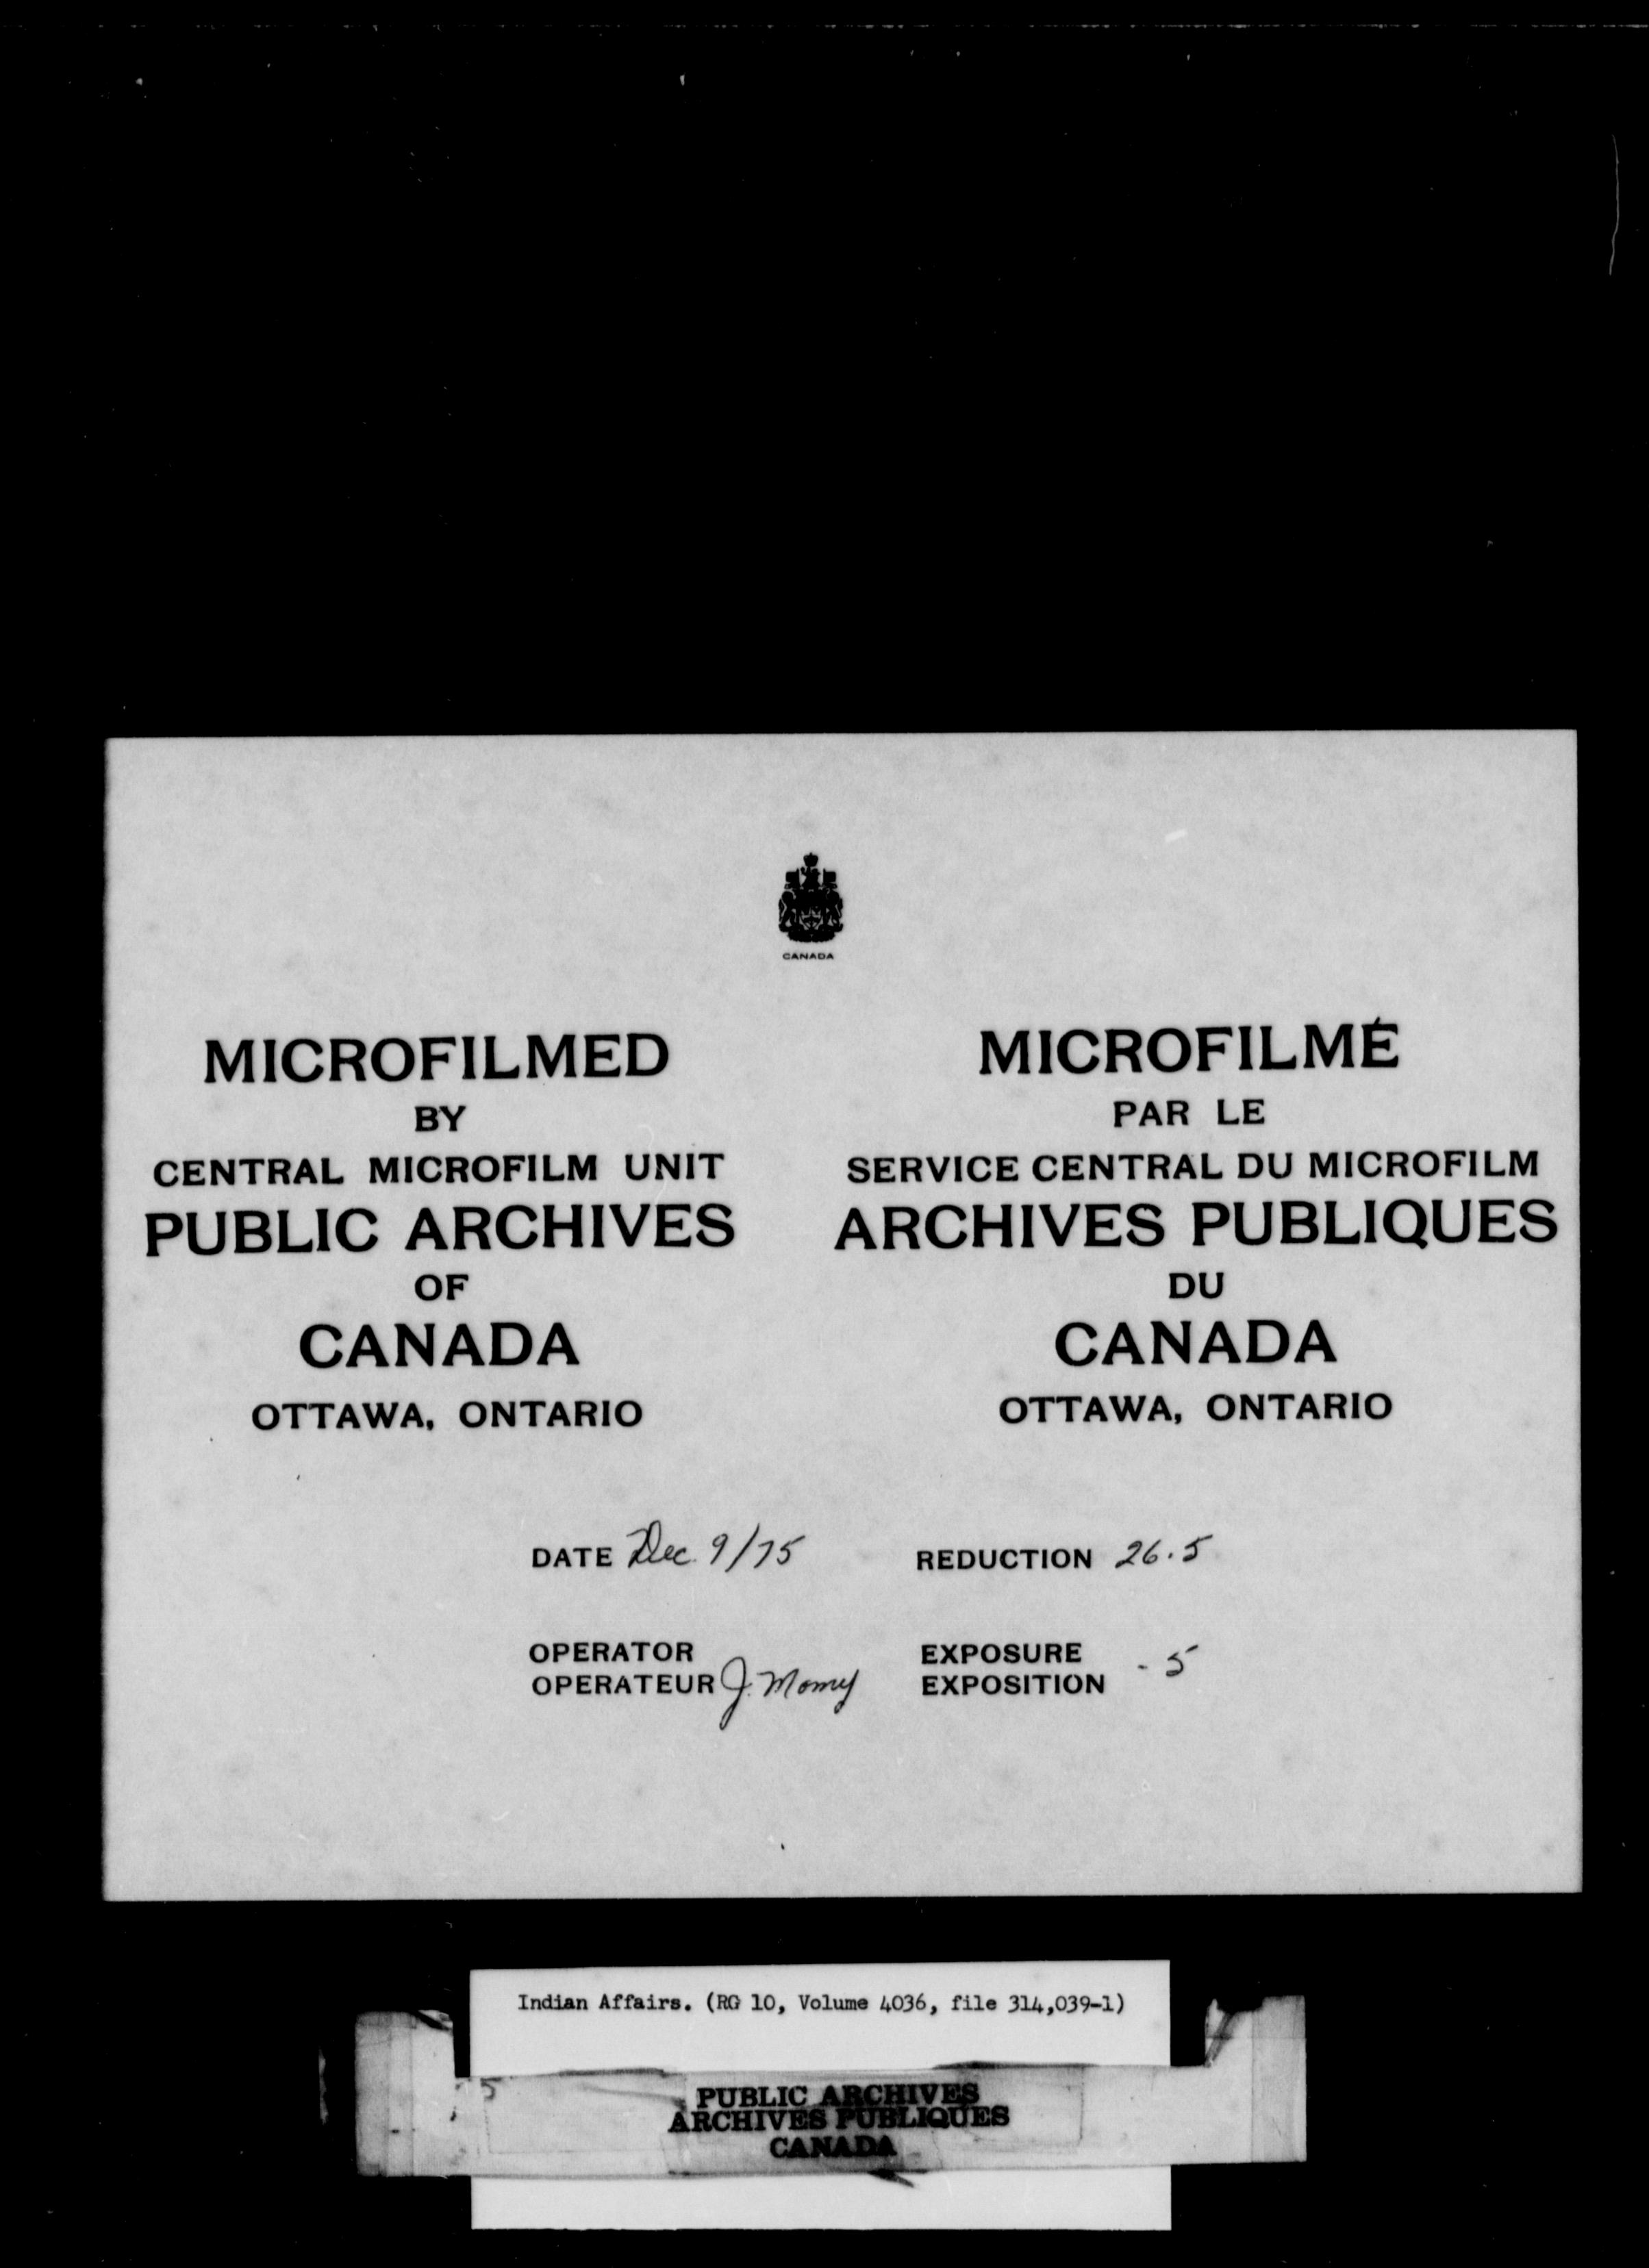 CANADA
MICROFILMED
BY
CENTRAL MICROFILM UNIT
PUBLIC ARCHIVES
OF
CANADA
OTTAWA, ONTARIO
MICROFILMÉ
PAR LE
SERVICE CENTRAL DU MICROFILM
ARCHIVES PUBLIQUES
DU
CANADA
OTTAWA, ONTARIO
DATE Dec. 9/75
REDUCTION 26.5
OPERATOR
OPERATEUR J.
EXPOSURE
EXPOSITION - 5
Indian Affairs. (RG 10, Volume 4036, file 314,039-1)
PUBLIC ARCHIVES
ARCHIVES PUBLIQUES
CANADA